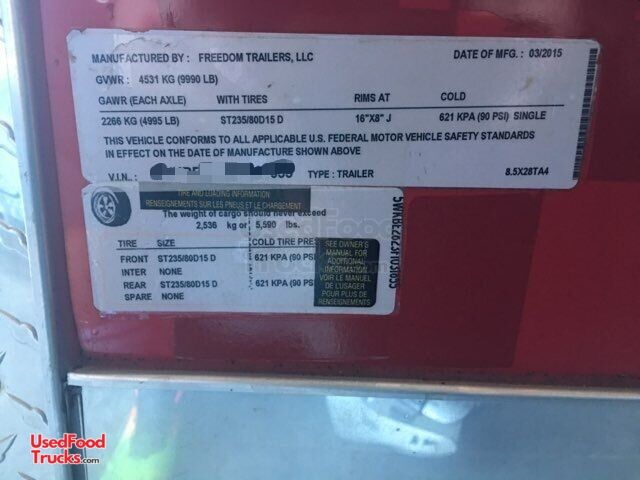 MANUFACTURED BY : FREEDOM TRAILERS, LLC DATE OF MFG. : 03/2015
GVWR : 4531 KG (9990 LB)
GAWR (EACH AXLE) WITH TIRES RIMS AT COLD
2266 KG (4995 LB) ST235/80D15 D 16"X8" J 621 KPA (90 PSI) SINGLE
THIS VEHICLE CONFORMS TO ALL APPLICABLE U.S. FEDERAL MOTOR VEHICLE SAFETY STANDARDS
IN EFFECT ON THE DATE OF MANUFACTURE SHOWN ABOVE
V.I.N. : TYPE : TRAILER 8.5X28TA4
TIRE AND LOADING INFORMATION
RENSEIGNEMENTS SUR LES PNEUS ET LE CHARGEMENT
The weight of cargo should never exceed
2,536 kg or 5,590 lbs.
TIRE SIZE COLD TIRE PRES
FRONT ST235/80D15 D 621 KPA (90 PSI
INTER NONE
REAR ST235/80D15 D 621 KPA (90 PSI
SPARE NONE
SEE OWNER'S
MANUAL FOR
ADDITIONAL
INFORMATION
VOIR LE MANUEL
DE L'USAGER
POUR PLUS DE
RENSEIGNEMENTS
UsedFood
Trucks.com